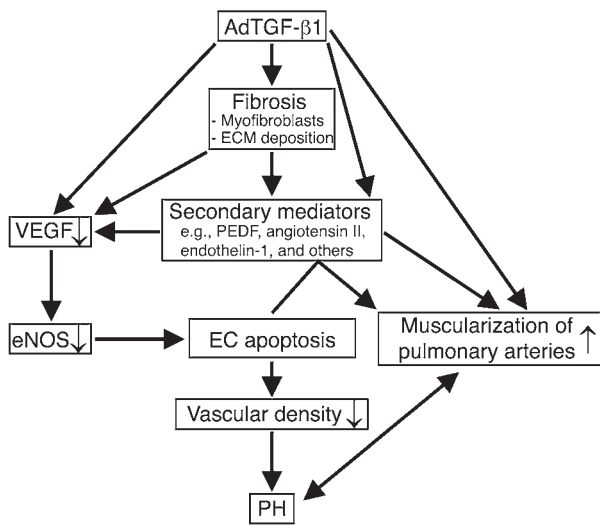 AdTGF-β1
Fibrosis
- Myofibroblasts
- ECM deposition
Secondary mediators
e.g., PEDF, angiotensin II,
endothelin-1, and others
VEGF↓
eNOS↓
EC apoptosis
Muscularization of
pulmonary arteries ↑
Vascular density↓
PH